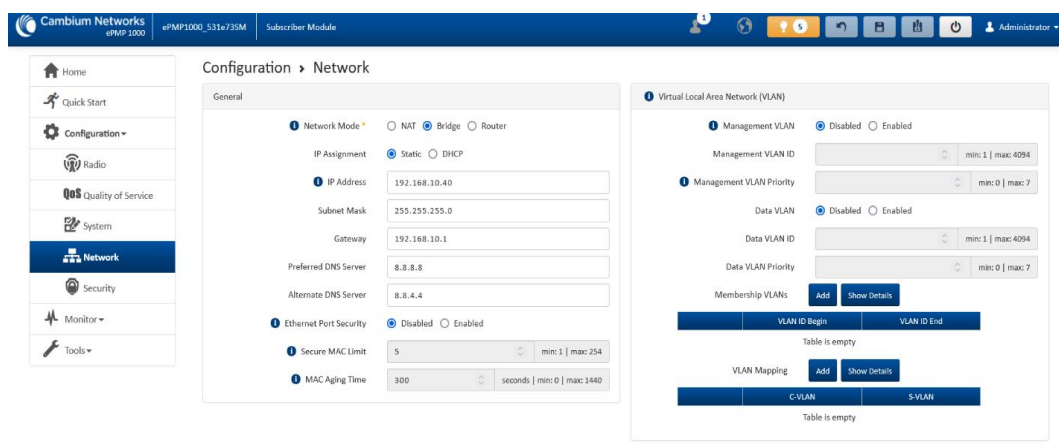 Cambium Networks
ePMP 1000
ePMP1000_531e73SM
Subscriber Module
1
5
Administrator
Home
Quick Start
Configuration
Radio
QoS Quality of Service
System
Network
Security
Monitor
Tools
Configuration › Network
General
Network Mode * NAT Bridge Router
IP Assignment Static DHCP
IP Address 192.168.10.40
Subnet Mask 255.255.255.0
Gateway 192.168.10.1
Preferred DNS Server 8.8.8.8
Alternate DNS Server 8.8.4.4
Ethernet Port Security Disabled Enabled
Secure MAC Limit 5 min: 1 | max: 254
MAC Aging Time 300 seconds | min: 0 | max: 1440
Virtual Local Area Network (VLAN)
Management VLAN Disabled Enabled
Management VLAN ID min: 1 | max: 4094
Management VLAN Priority min: 0 | max: 7
Data VLAN Disabled Enabled
Data VLAN ID min: 1 | max: 4094
Data VLAN Priority min: 0 | max: 7
Membership VLANs Add Show Details
VLAN ID Begin VLAN ID End
Table is empty
VLAN Mapping Add Show Details
C-VLAN S-VLAN
Table is empty